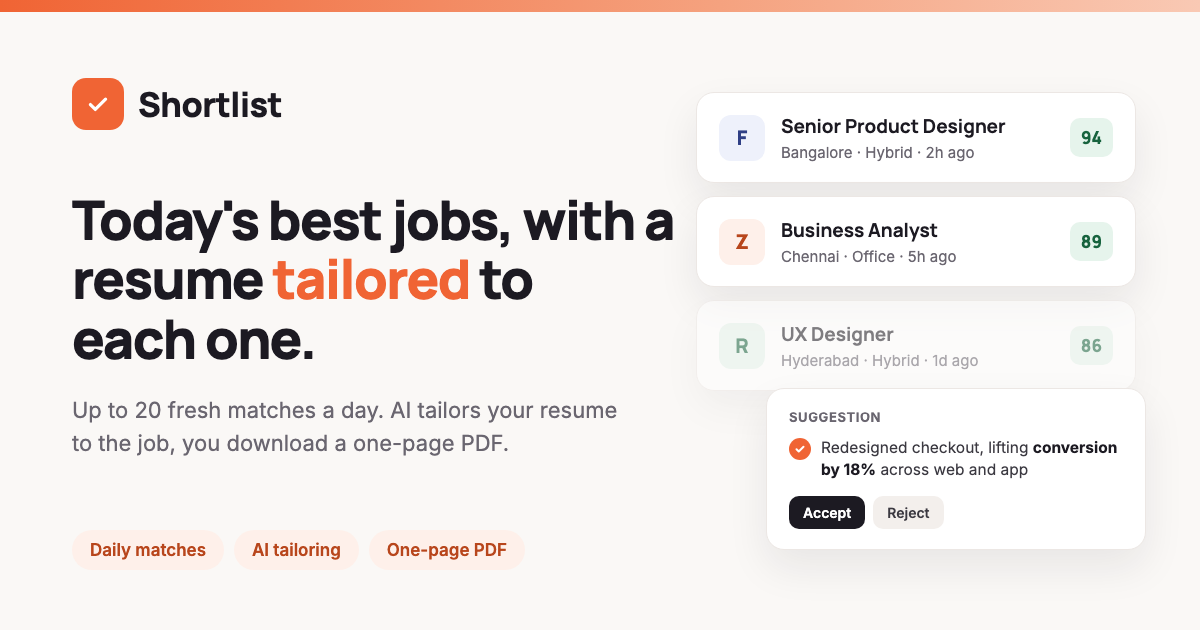 Shortlist
Today's best jobs, with a
resume tailored to
each one.
Up to 20 fresh matches a day. AI tailors your resume
to the job, you download a one-page PDF.
Daily matches
AI tailoring
One-page PDF
F
Senior Product Designer
Bangalore · Hybrid · 2h ago
94
Z
Business Analyst
Chennai · Office · 5h ago
89
R
UX Designer
Hyderabad · Hybrid · 1d ago
86
SUGGESTION
Redesigned checkout, lifting conversion
by 18% across web and app
Accept
Reject